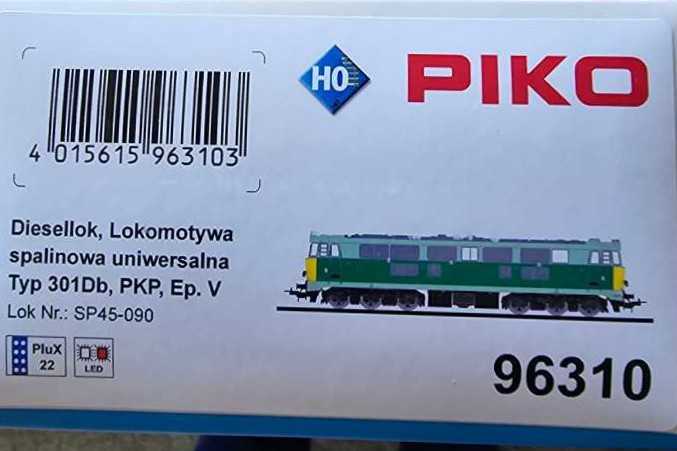 H0
PIKO
4 015615 963103
Diesellok, Lokomotywa
spalinowa uniwersalna
Typ 301Db, PKP, Ep. V
Lok Nr.: SP45-090
PluX
22
LED
96310